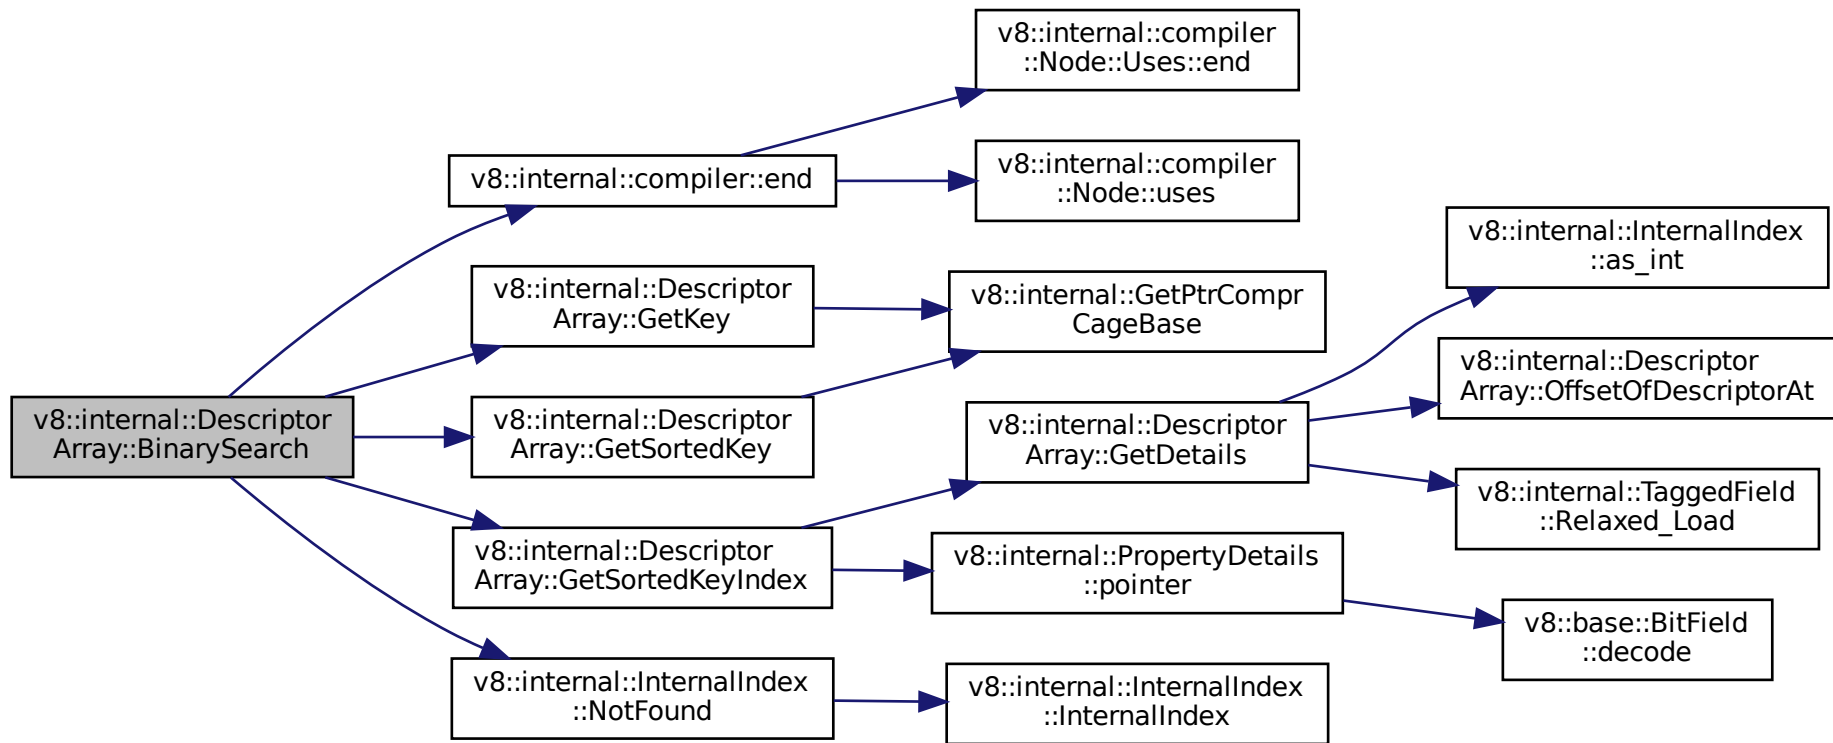 v8::internal::Descriptor
Array::BinarySearch
v8::internal::compiler::end
v8::internal::compiler
::Node::Uses::end
v8::internal::compiler
::Node::uses
v8::internal::Descriptor
Array::GetKey
v8::internal::GetPtrCompr
CageBase
v8::internal::Descriptor
Array::GetSortedKey
v8::internal::Descriptor
Array::GetSortedKeyIndex
v8::internal::Descriptor
Array::GetDetails
v8::internal::InternalIndex
::as_int
v8::internal::Descriptor
Array::OffsetOfDescriptorAt
v8::internal::TaggedField
::Relaxed_Load
v8::internal::PropertyDetails
::pointer
v8::base::BitField
::decode
v8::internal::InternalIndex
::NotFound
v8::internal::InternalIndex
::InternalIndex